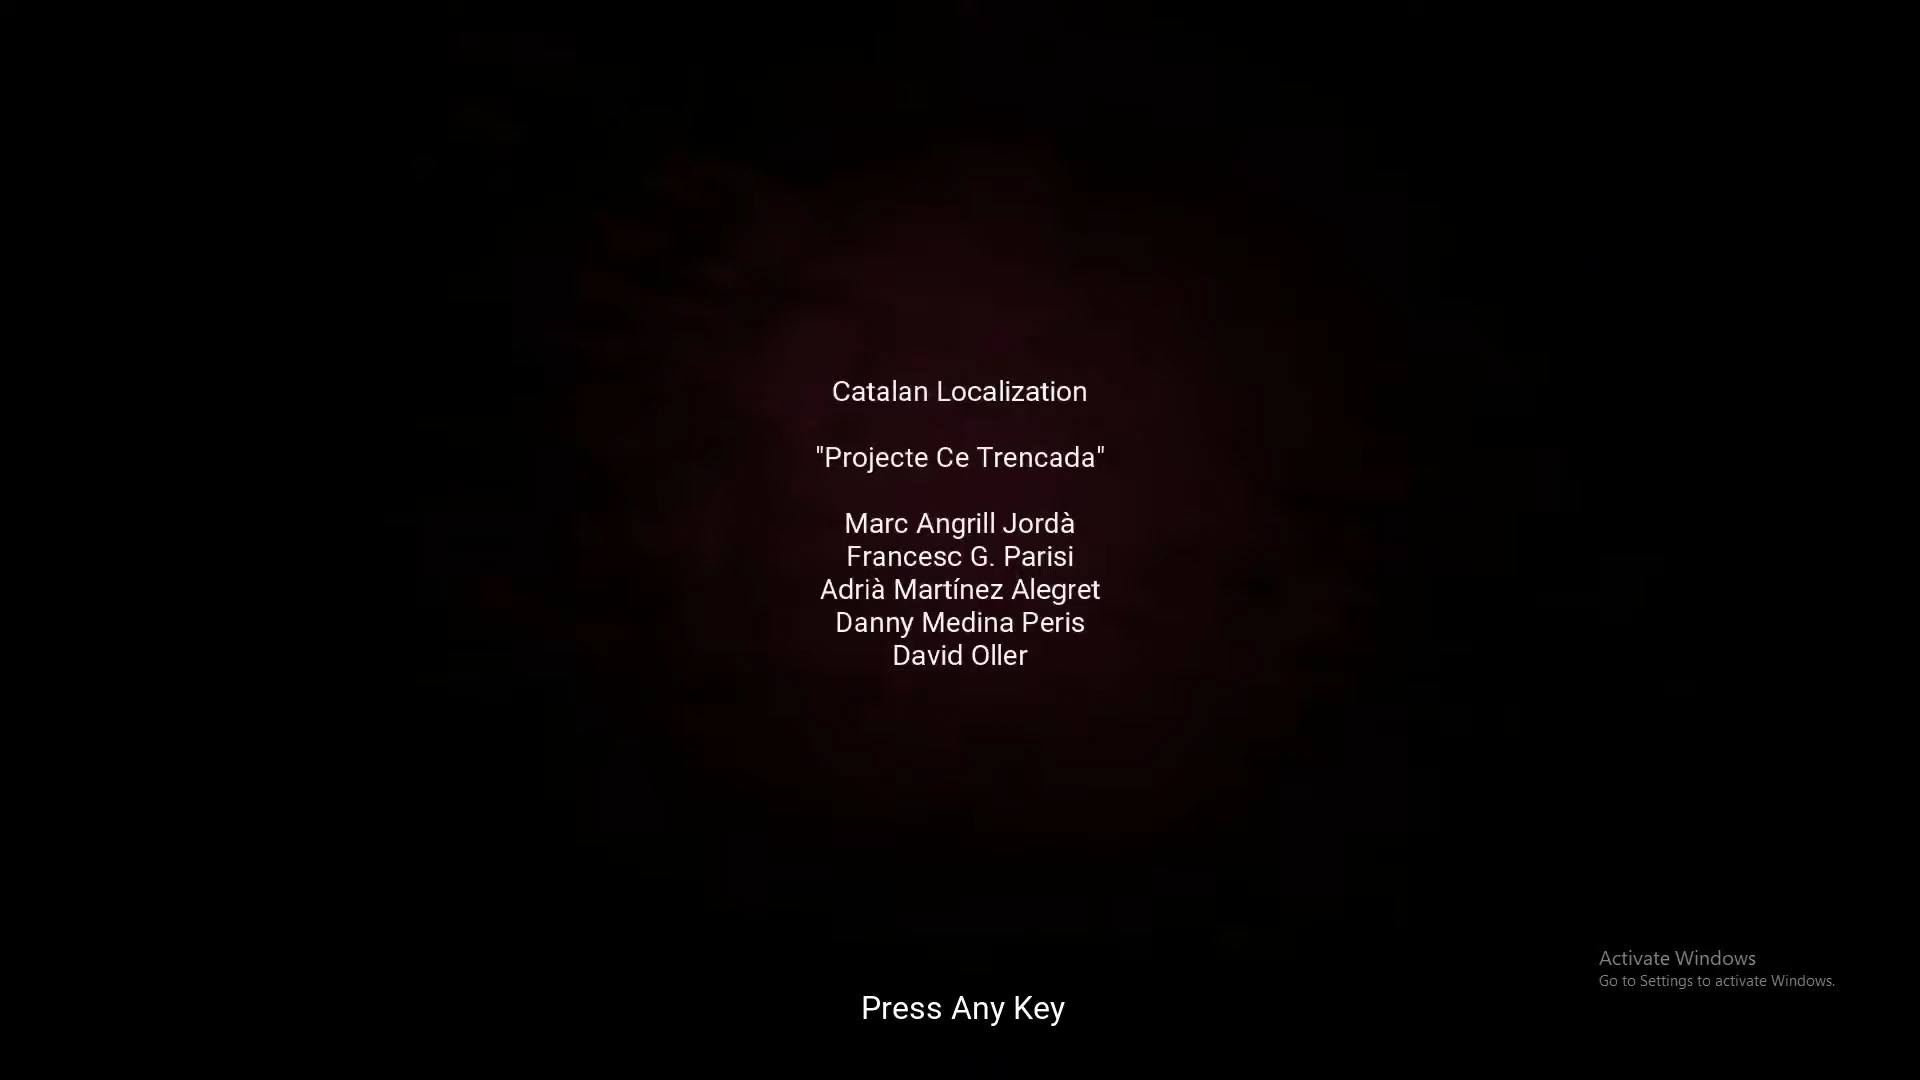 Catalan Localization
"Projecte Ce Trencada"
Marc Angrill Jordà
Francesc G. Parisi
Adrià Martínez Alegret
Danny Medina Peris
David Oller
Activate Windows
Go to Settings to activate Windows.
Press Any Key